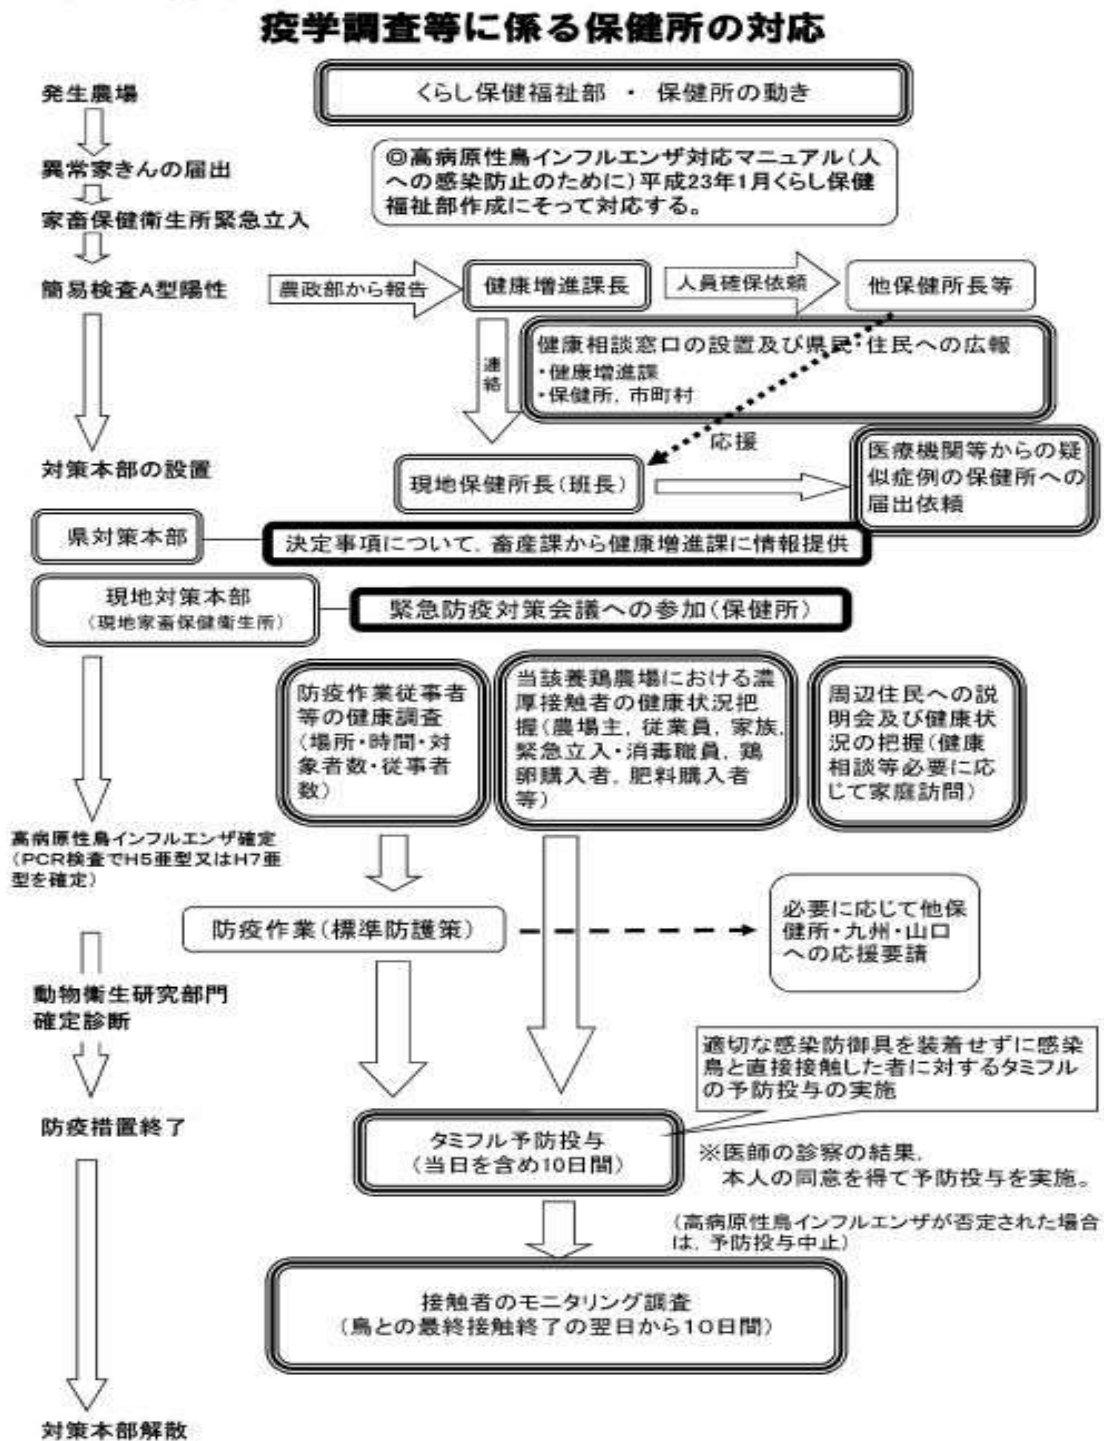 疫学調査等に係る保健所の対応
発生農場
くらし保健福祉部 ・ 保健所の動き
異常家きんの届出
◎高病原性鳥インフルエンザ対応マニュアル(人
への感染防止のために)平成23年1月くらし保健
福祉部作成にそって対応する。
家畜保健衛生所緊急立入
簡易検査A型陽性
農政部から報告
健康増進課長
人員確保依頼
他保健所長等
連絡
健康相談窓口の設置及び県民・住民への広報
・健康増進課
・保健所, 市町村
応援
対策本部の設置
現地保健所長(班長)
医療機関等からの疑
似症例の保健所への
届出依頼
県対策本部
決定事項について, 畜産課から健康増進課に情報提供
現地対策本部
(現地家畜保健衛生所)
緊急防疫対策会議への参加(保健所)
防疫作業従事者
等の健康調査
(場所・時間・対
象者数・従事者
数)
当該養鶏農場における濃
厚接触者の健康状況把
握(農場主, 従業員, 家族,
緊急立入・消毒職員, 鶏
卵購入者, 肥料購入者
等)
周辺住民への説
明会及び健康状
況の把握(健康
相談等必要に応
じて家庭訪問)
高病原性鳥インフルエンザ確定
(PCR検査でH5亜型又はH7亜
型を確定)
防疫作業(標準防護策)
必要に応じて他保
健所・九州・山口
への応援要請
動物衛生研究部門
確定診断
適切な感染防御具を装着せずに感染
鳥と直接接触した者に対するタミフル
の予防投与の実施
防疫措置終了
タミフル予防投与
(当日を含め10日間)
※医師の診察の結果,
本人の同意を得て予防投与を実施。
(高病原性鳥インフルエンザが否定された場合
は, 予防投与中止)
接触者のモニタリング調査
(鳥との最終接触終了の翌日から10日間)
対策本部解散